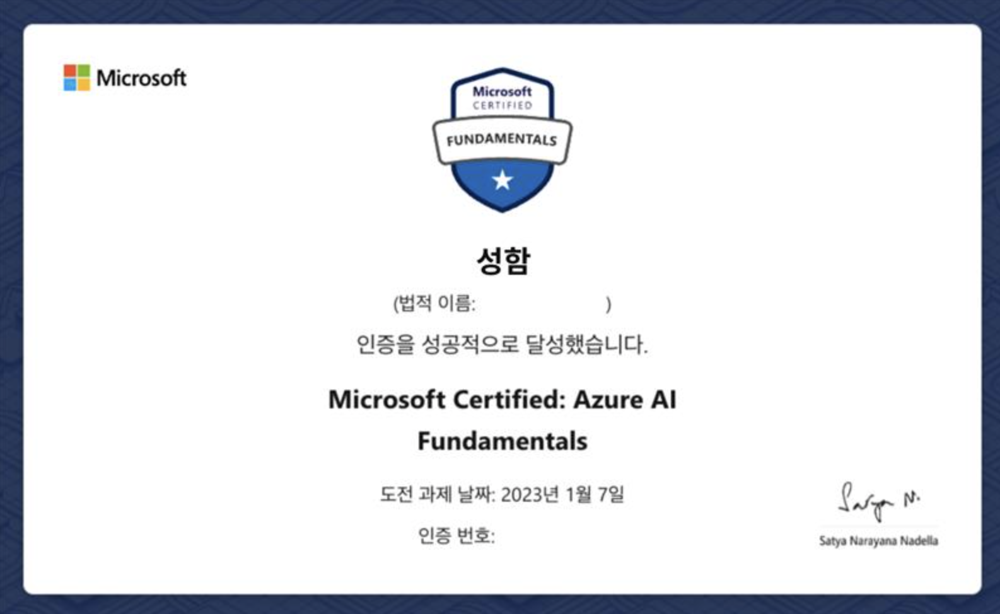 Microsoft
Microsoft
CERTIFIED
FUNDAMENTALS
성함
(법적 이름: )
인증을 성공적으로 달성했습니다.
Microsoft Certified: Azure AI
Fundamentals
도전 과제 날짜: 2023년 1월 7일
인증 번호:
Satya N.
Satya Narayana Nadella